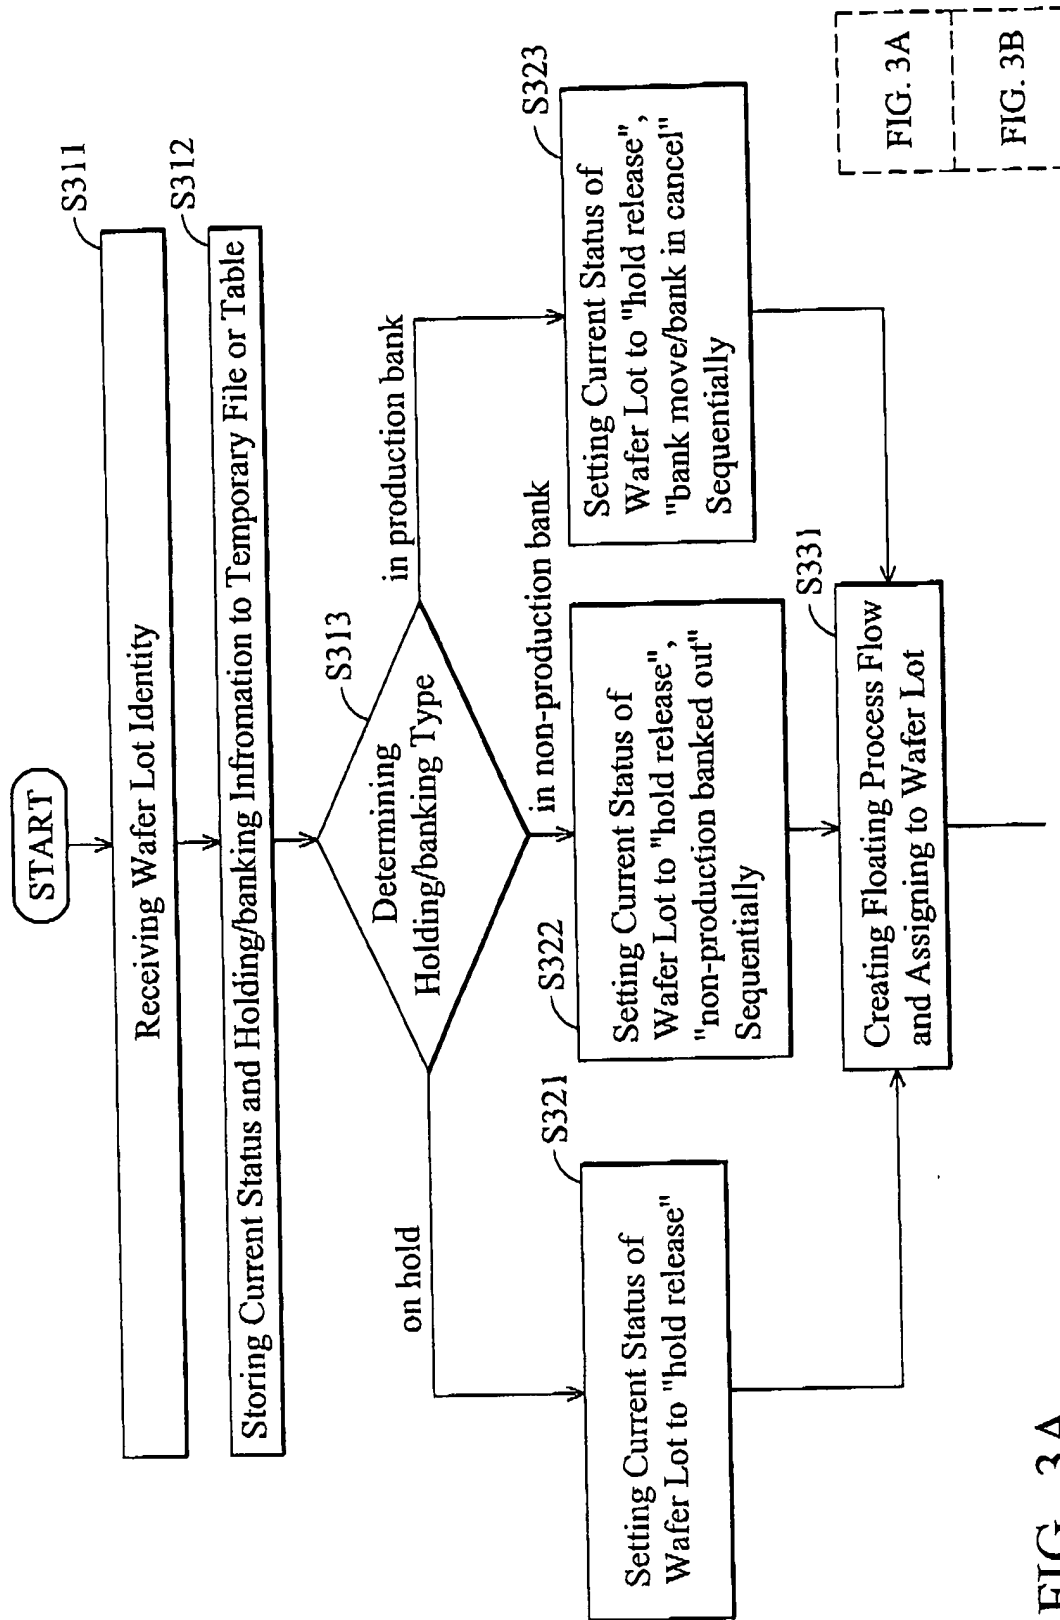 START
Receiving Wafer Lot Identity
S311
Storing Current Status and Holding/banking Infromation to Temporary File or Table
S312
Determining
Holding/banking Type
S313
on hold
in non-production bank
in production bank
Setting Current Status of
Wafer Lot to "hold release"
S321
Setting Current Status of
Wafer Lot to "hold release",
"non-production banked out"
Sequentially
S322
Setting Current Status of
Wafer Lot to "hold release",
"bank move/bank in cancel"
Sequentially
S323
Creating Floating Process Flow
and Assigning to Wafer Lot
S331
FIG. 3A
FIG. 3B
FIG. 3A